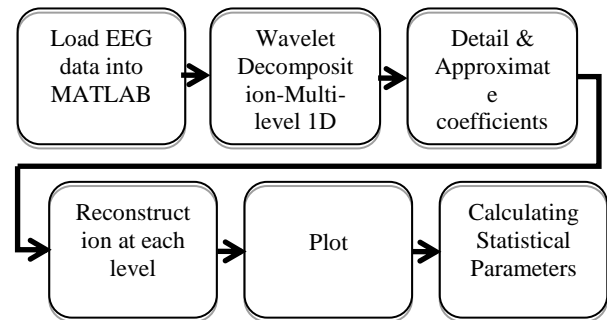 Load EEG
data into
MATLAB
Wavelet
Decomposit
ion-Multi-
level 1D
Detail &
Approximat
e
coefficients
Reconstruct
ion at each
level
Plot
Calculating
Statistical
Parameters